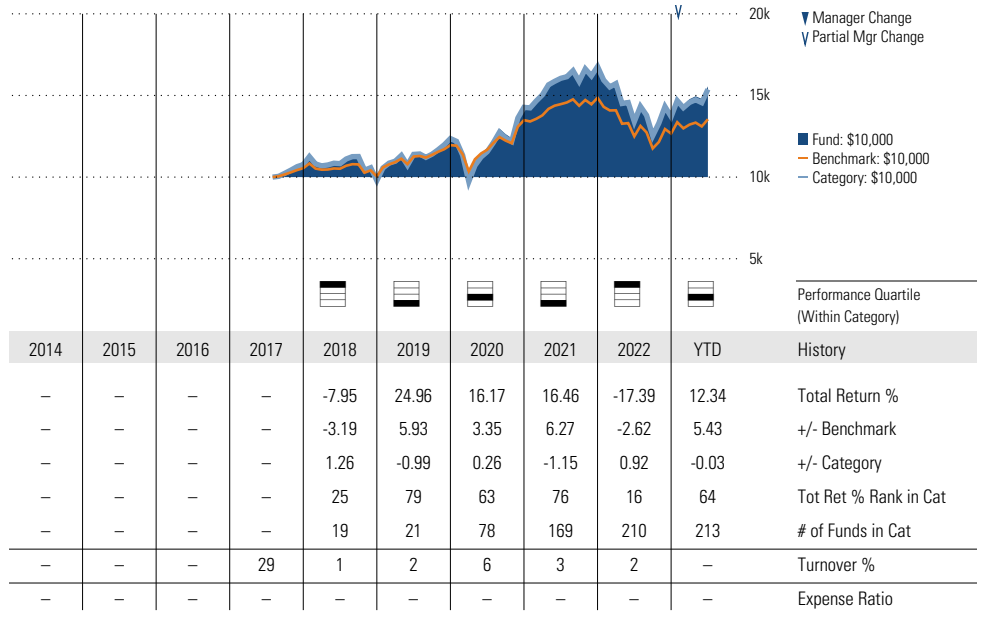 20k
Manager Change
Partial Mgr Change
15k
Fund: $10,000
Benchmark: $10,000
10k
Category: $10,000
5k
Performance Quartile
(Within Category)
2014 2015 2016 2017 2018 2019 2020 2021 2022 YTD History
– – – – -7.95 24.96 16.17 16.46 -17.39 12.34 Total Return %
– – – – -3.19 5.93 3.35 6.27 -2.62 5.43 +/- Benchmark
– – – – 1.26 -0.99 0.26 -1.15 0.92 -0.03 +/- Category
– – – – 25 79 63 76 16 64 Tot Ret % Rank in Cat
– – – – 19 21 78 169 210 213 # of Funds in Cat
– – – 29 1 2 6 3 2 – Turnover %
– – – – – – – – – – Expense Ratio